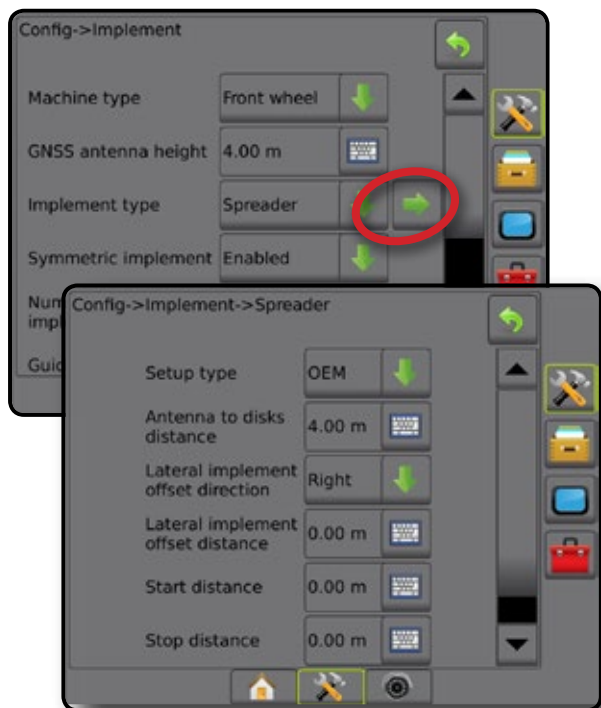 Config->Implement
Machine type Front wheel
GNSS antenna height 4.00 m
Implement type Spreader
Symmetric implement Enabled
Config->Implement->Spreader
Setup type OEM
Antenna to disks
distance 4.00 m
Lateral implement
offset direction Right
Lateral implement
offset distance 0.00 m
Start distance 0.00 m
Stop distance 0.00 m